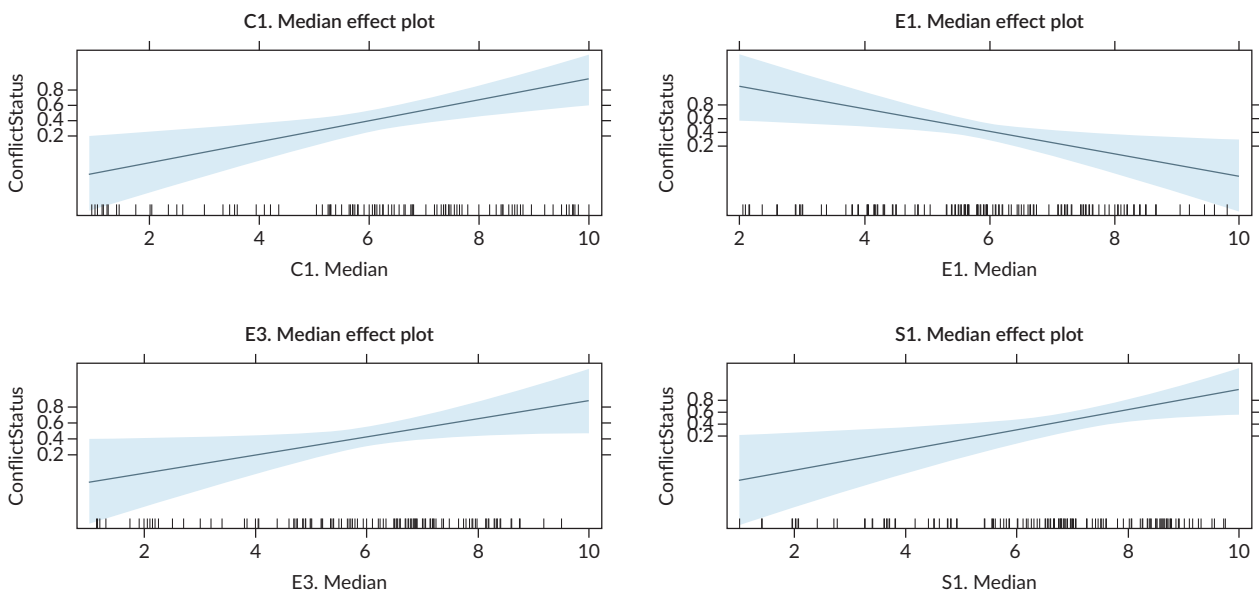 C1. Median effect plot
ConflictStatus
0.8
0.6
0.4
0.2
2 4 6 8 10
C1. Median
E1. Median effect plot
ConflictStatus
0.8
0.6
0.4
0.2
2 4 6 8 10
E1. Median
E3. Median effect plot
ConflictStatus
0.8
0.6
0.4
0.2
2 4 6 8 10
E3. Median
S1. Median effect plot
ConflictStatus
0.8
0.6
0.4
0.2
2 4 6 8 10
S1. Median